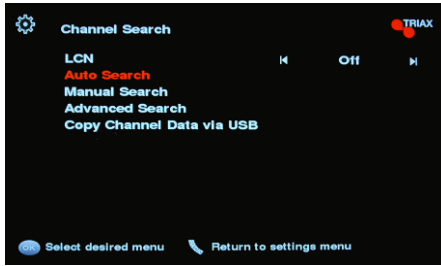 Channel Search
TRIAX
LCN Off
Auto Search
Manual Search
Advanced Search
Copy Channel Data via USB
OK Select desired menu Return to settings menu